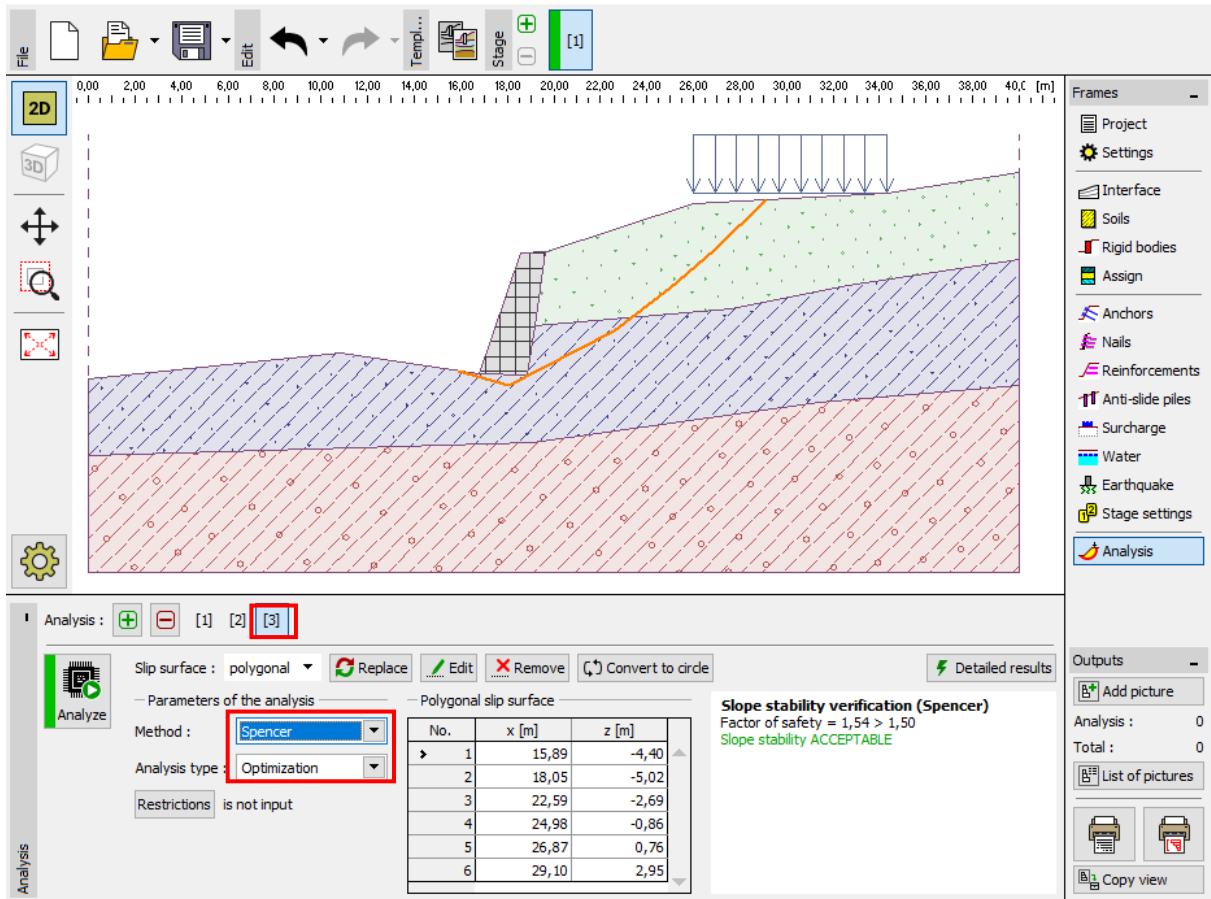 File
Edit
Templ...
Stage
[1]
2D
3D
0,00 2,00 4,00 6,00 8,00 10,00 12,00 14,00 16,00 18,00 20,00 22,00 24,00 26,00 28,00 30,00 32,00 34,00 36,00 38,00 40,0 [m]
Frames
Project
Settings
Interface
Soils
Rigid bodies
Assign
Anchors
Nails
Reinforcements
Anti-slide piles
Surcharge
Water
Earthquake
Stage settings
Analysis
Analysis : [1] [2] [3]
Analyze
Slip surface : polygonal Replace Edit Remove Convert to circle Detailed results
Parameters of the analysis
Method : Spencer
Analysis type : Optimization
Restrictions is not input
Polygonal slip surface
No. x [m] z [m]
1 15,89 -4,40
2 18,05 -5,02
3 22,59 -2,69
4 24,98 -0,86
5 26,87 0,76
6 29,10 2,95
Slope stability verification (Spencer)
Factor of safety = 1,54 > 1,50
Slope stability ACCEPTABLE
Analysis
Outputs
Add picture
Analysis : 0
Total : 0
List of pictures
Copy view